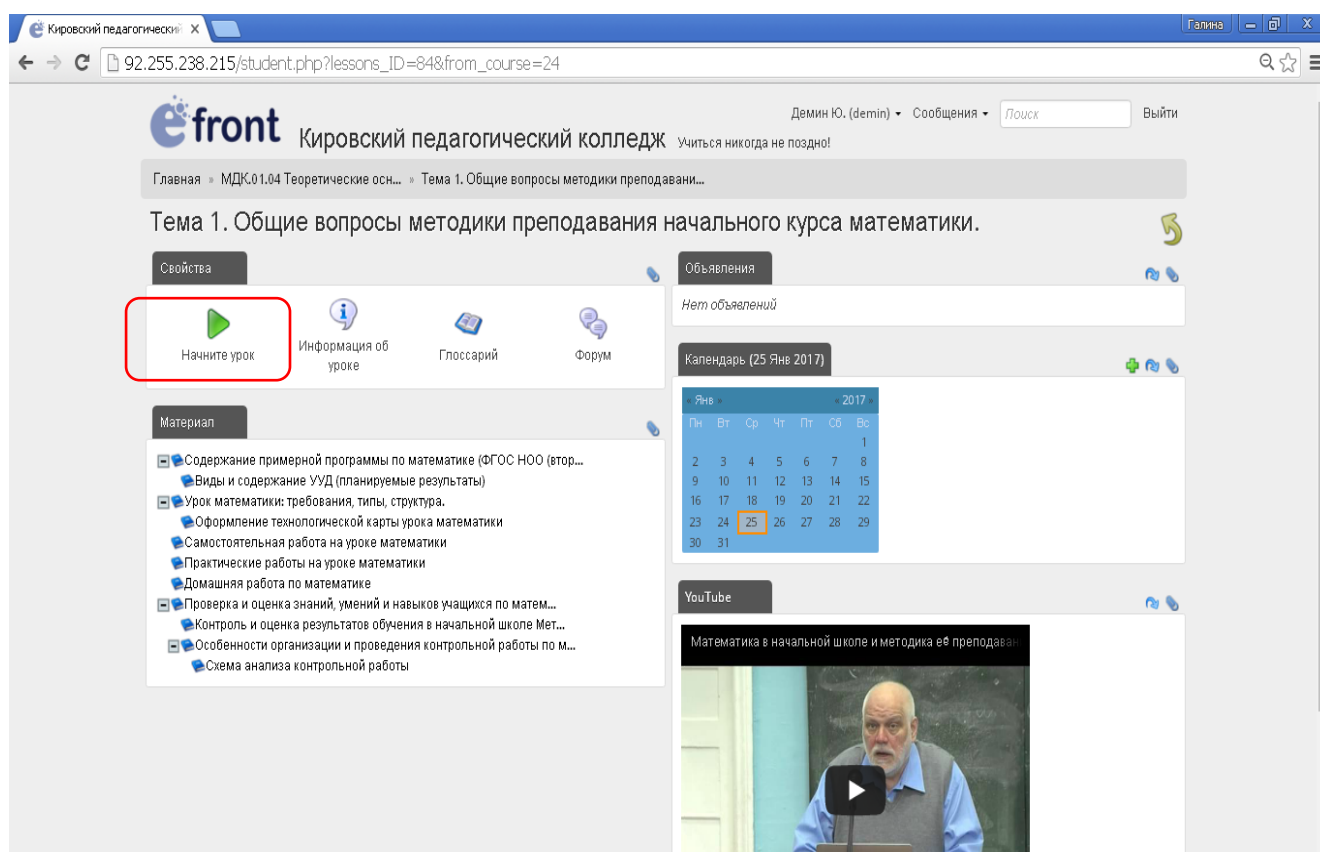 Кировский педагогический
Галина
92.255.238.215/student.php?lessons_ID=84&from_course=24
efront
Кировский педагогический колледж
Учиться никогда не поздно!
Демин Ю. (demin)
Сообщения
Поиск
Выйти
Главная » МДК.01.04 Теоретические осн... » Тема 1. Общие вопросы методики преподавани...
Тема 1. Общие вопросы методики преподавания начального курса математики.
Свойства
Начните урок
Информация об
уроке
Глоссарий
Форум
Материал
Содержание примерной программы по математике (ФГОС НОО (втор...
Виды и содержание УУД (планируемые результаты)
Урок математики: требования, типы, структура.
Оформление технологической карты урока математики
Самостоятельная работа на уроке математики
Практические работы на уроке математики
Домашняя работа по математике
Проверка и оценка знаний, умений и навыков учащихся по матем...
Контроль и оценка результатов обучения в начальной школе Мет...
Особенности организации и проведения контрольной работы по м...
Схема анализа контрольной работы
Объявления
Нет объявлений
Календарь (25 Янв 2017)
« Янв » « 2017 »
Пн Вт Ср Чт Пт Сб Вс
1
2 3 4 5 6 7 8
9 10 11 12 13 14 15
16 17 18 19 20 21 22
23 24 25 26 27 28 29
30 31
YouTube
Математика в начальной школе и методика её преподаван